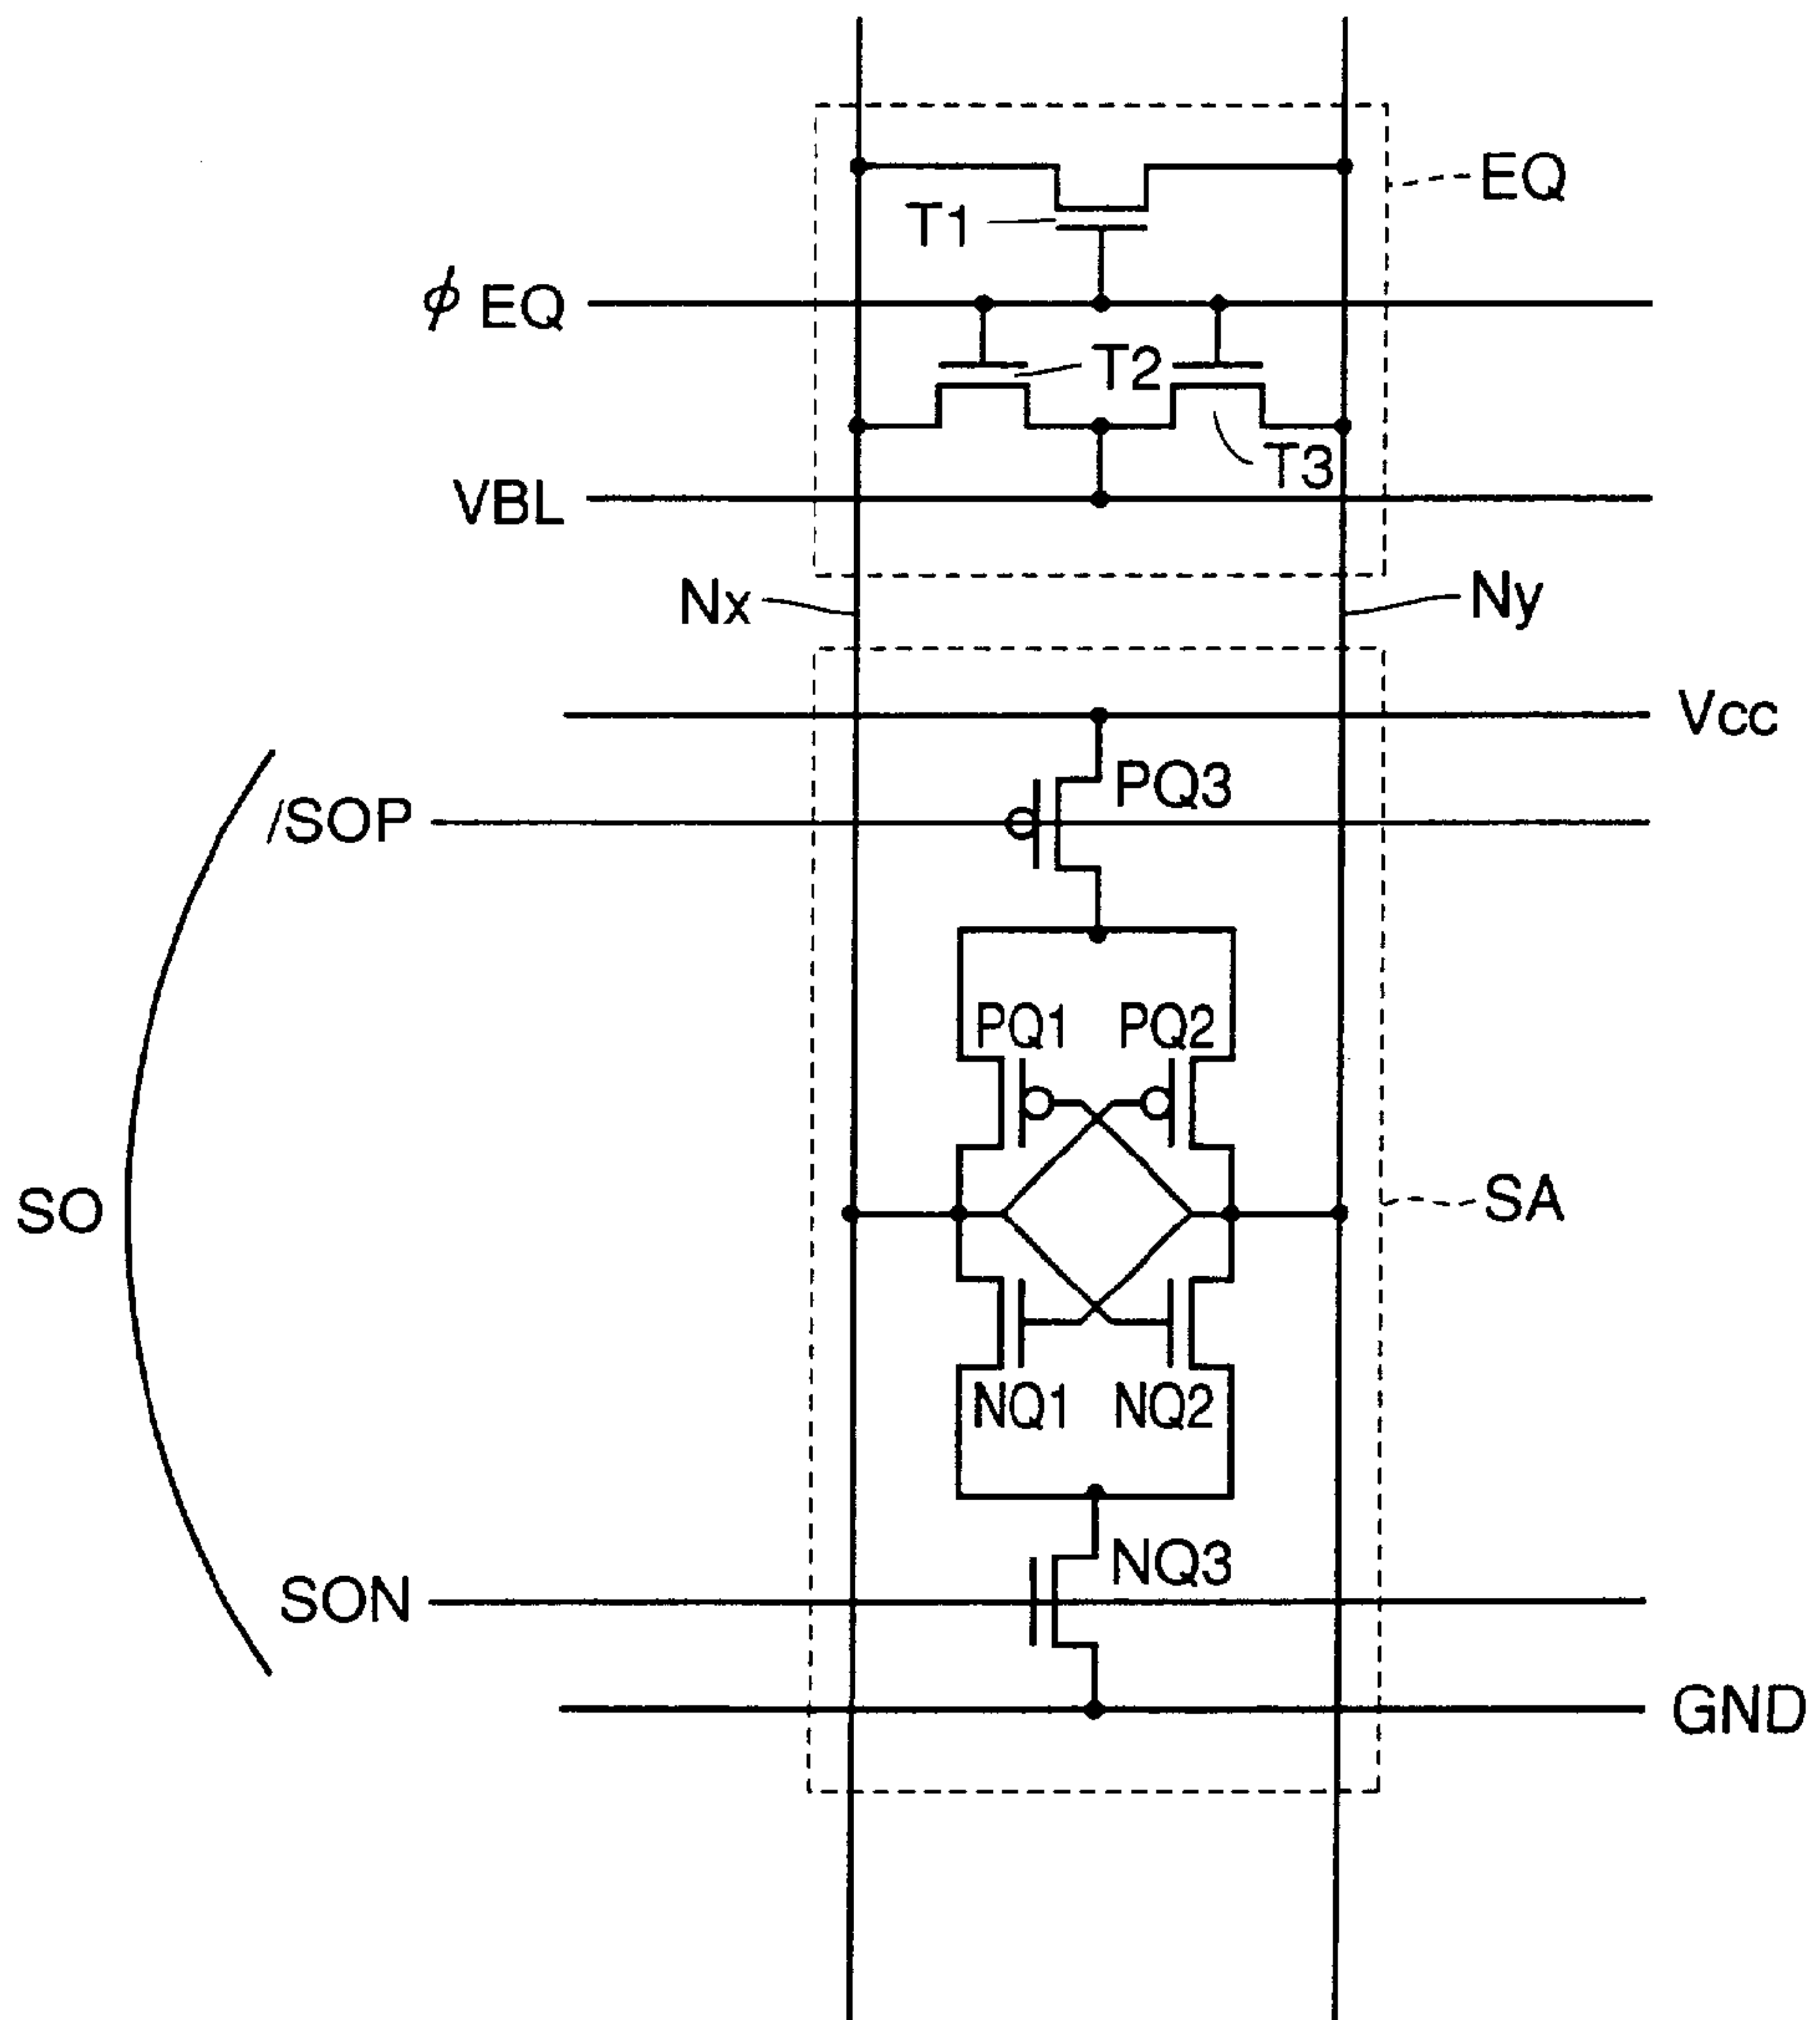 EQ
T1
ϕ EQ
T2
T3
VBL
Nx
Ny
Vcc
PQ3
/SOP
PQ1 PQ2
SO
SA
NQ1 NQ2
NQ3
SON
GND